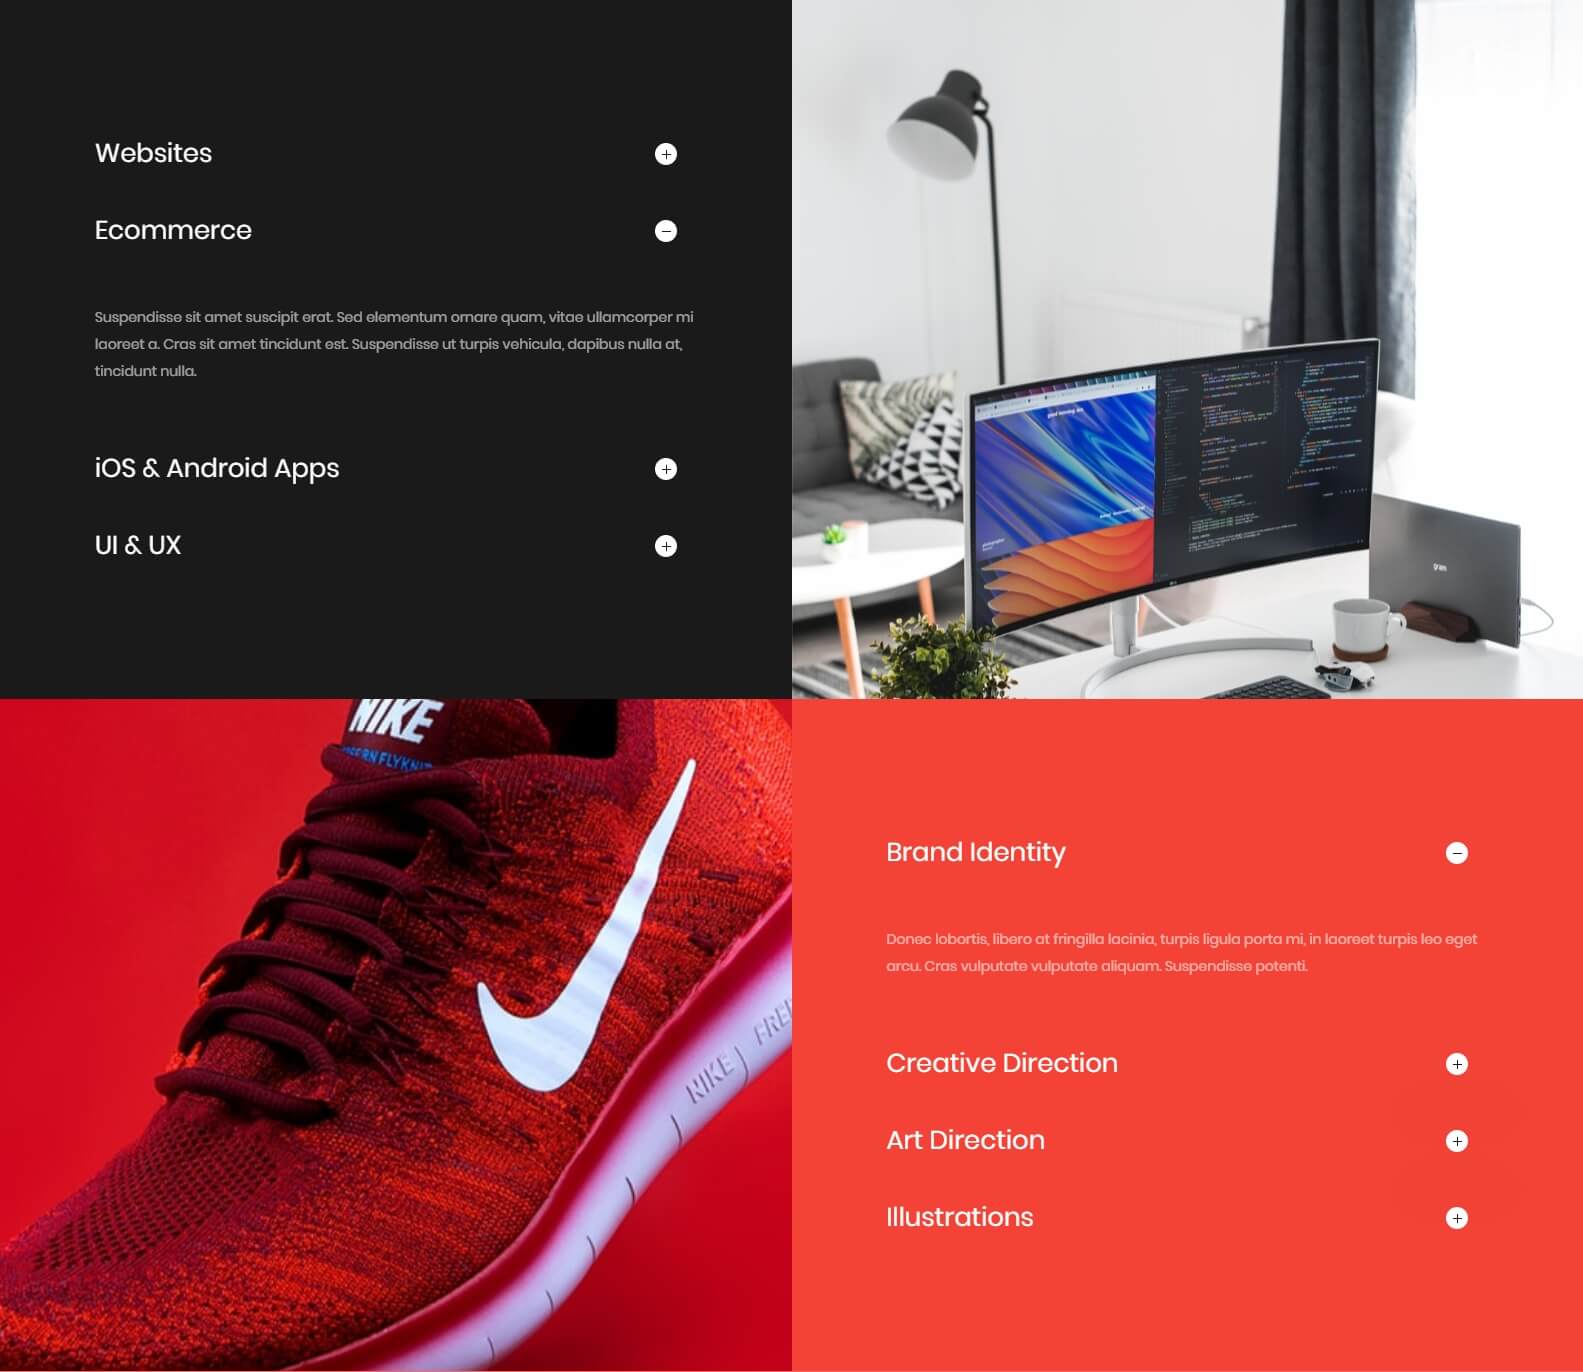 Websites
Ecommerce
Suspendisse sit amet suscipit erat. Sed elementum ornare quam, vitae ullamcorper mi
laoreet a. Cras sit amet tincidunt est. Suspendisse ut turpis vehicula, dapibus nulla at,
tincidunt nulla.
iOS & Android Apps
UI & UX
gram
NIKE
FLYKNIT
NIKE FREE
Brand Identity
Donec lobortis, libero at fringilla lacinia, turpis ligula porta mi, in laoreet turpis leo eget
arcu. Cras vulputate vulputate aliquam. Suspendisse potenti.
Creative Direction
Art Direction
Illustrations